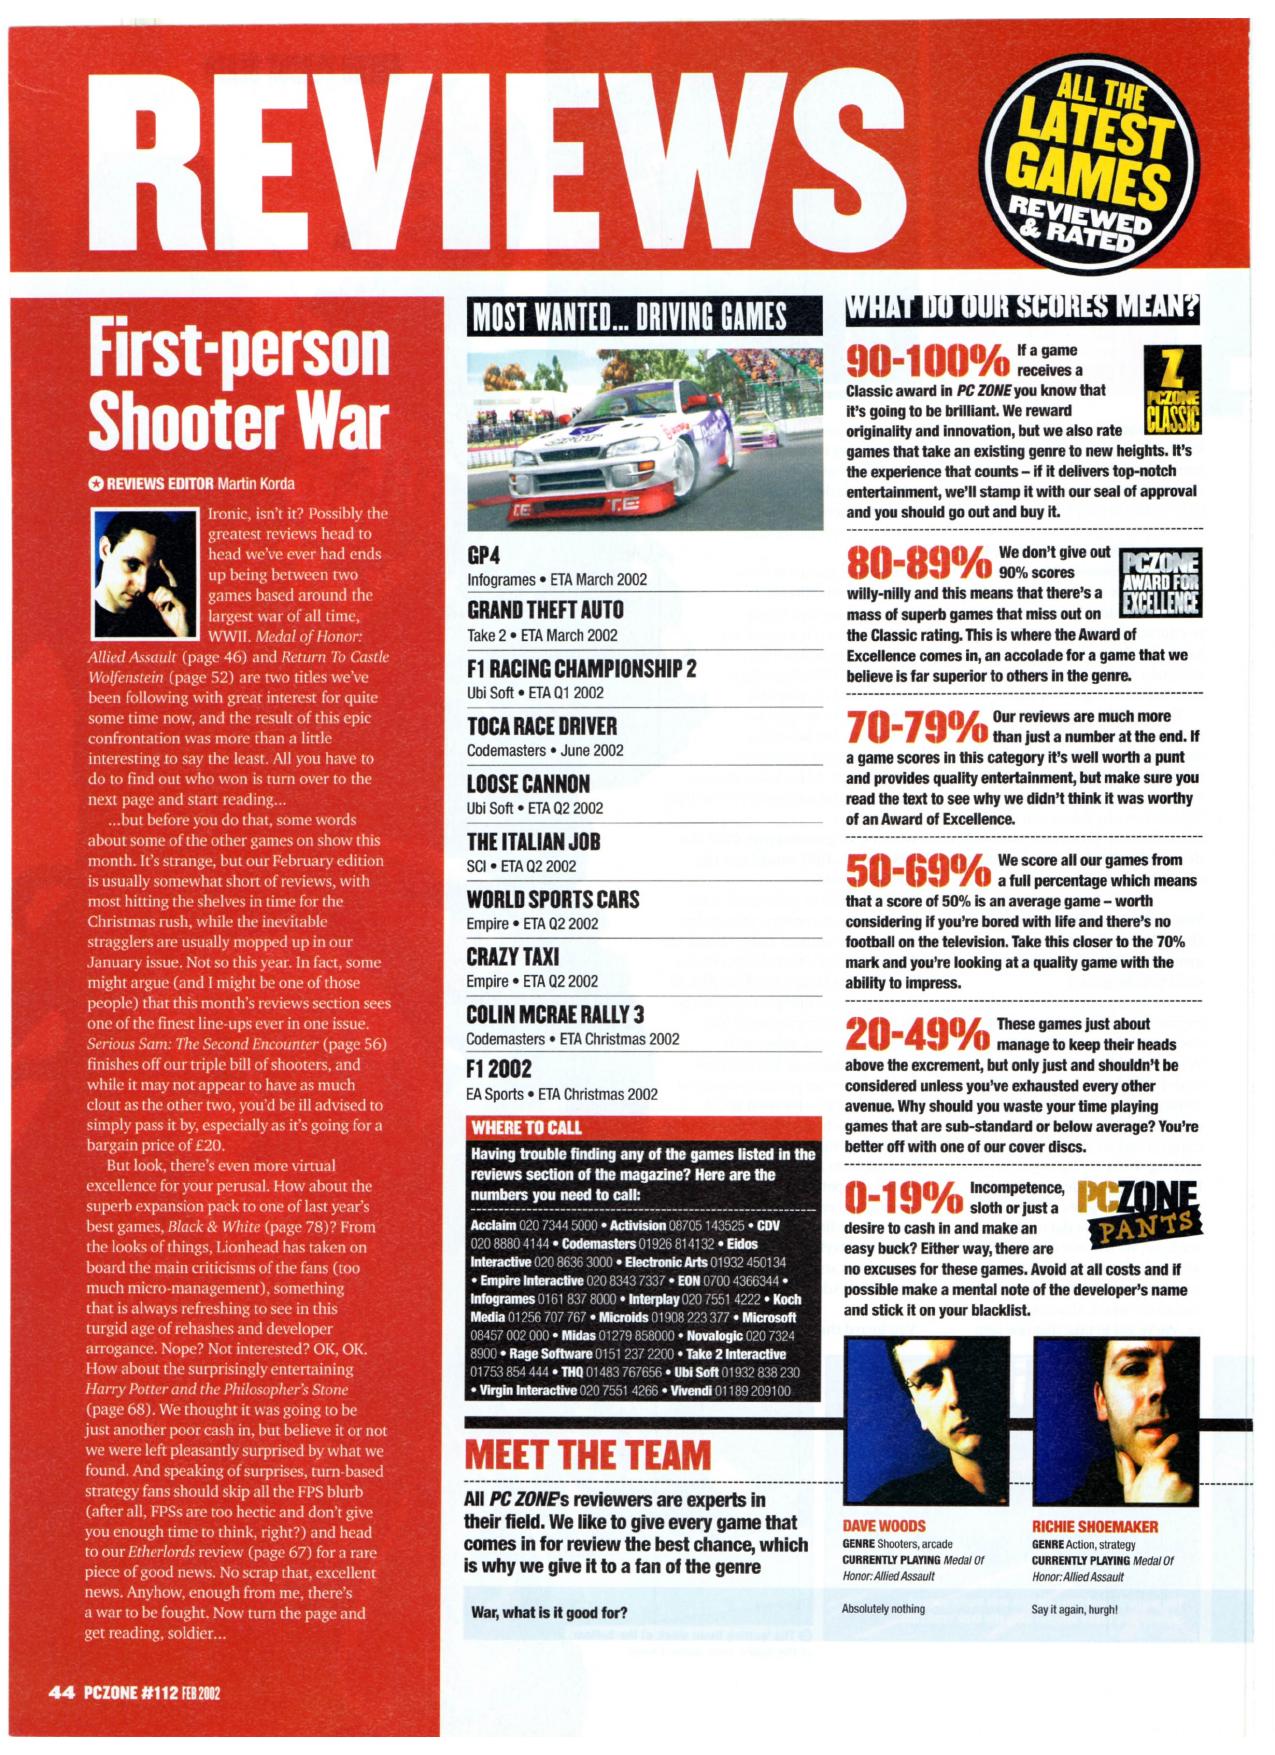 REVIEWS
ALL THE
LATEST
GAMES
REVIEWED
& RATED
First-person
Shooter War
REVIEWS EDITOR Martin Korda
Ironic, isn't it? Possibly the
greatest reviews head to
head we've ever had ends
up being between two
games based around the
largest war of all time,
WWII. Medal of Honor:
Allied Assault (page 46) and Return To Castle
Wolfenstein (page 52) are two titles we've
been following with great interest for quite
some time now, and the result of this epic
confrontation was more than a little
interesting to say the least. All you have to
do to find out who won is turn over to the
next page and start reading...
...but before you do that, some words
about some of the other games on show this
month. It's strange, but our February edition
is usually somewhat short of reviews, with
most hitting the shelves in time for the
Christmas rush, while the inevitable
stragglers are usually mopped up in our
January issue. Not so this year. In fact, some
might argue (and I might be one of those
people) that this month's reviews section sees
one of the finest line-ups ever in one issue.
Serious Sam: The Second Encounter (page 56)
finishes off our triple bill of shooters, and
while it may not appear to have as much
clout as the other two, you'd be ill advised to
simply pass it by, especially as it's going for a
bargain price of £20.
But look, there's even more virtual
excellence for your perusal. How about the
superb expansion pack to one of last year's
best games, Black & White (page 78)? From
the looks of things, Lionhead has taken on
board the main criticisms of the fans (too
much micro-management), something
that is always refreshing to see in this
turgid age of rehashes and developer
arrogance. Nope? Not interested? OK, OK.
How about the surprisingly entertaining
Harry Potter and the Philosopher's Stone
(page 68). We thought it was going to be
just another poor cash in, but believe it or not
we were left pleasantly surprised by what we
found. And speaking of surprises, turn-based
strategy fans should skip all the FPS blurb
(after all, FPSs are too hectic and don't give
you enough time to think, right?) and head
to our Etherlords review (page 67) for a rare
piece of good news. No scrap that, excellent
news. Anyhow, enough from me, there's
a war to be fought. Now turn the page and
get reading, soldier...
44 PCZONE #112 FEB 2002
MOST WANTED... DRIVING GAMES
GP4
Infogrames • ETA March 2002
GRAND THEFT AUTO
Take 2 • ETA March 2002
F1 RACING CHAMPIONSHIP 2
Ubi Soft • ETA Q1 2002
TOCA RACE DRIVER
Codemasters • June 2002
LOOSE CANNON
Ubi Soft • ETA Q2 2002
THE ITALIAN JOB
SCI • ETA Q2 2002
WORLD SPORTS CARS
Empire • ETA Q2 2002
CRAZY TAXI
Empire • ETA Q2 2002
COLIN MCRAE RALLY 3
Codemasters • ETA Christmas 2002
F1 2002
EA Sports • ETA Christmas 2002
WHERE TO CALL
Having trouble finding any of the games listed in the
reviews section of the magazine? Here are the
numbers you need to call:
Acclaim 020 7344 5000 • Activision 08705 143525 • CDV
020 8880 4144 • Codemasters 01926 814132 • Eidos
Interactive 020 8636 3000 • Electronic Arts 01932 450134
• Empire Interactive 020 8343 7337 • EON 0700 4366344 •
Infogrames 0161 837 8000 • Interplay 020 7551 4222 • Koch
Media 01256 707 767 • Microids 01908 223 377 • Microsoft
08457 002 000 • Midas 01279 858000 • Novalogic 020 7324
8900 • Rage Software 0151 237 2200 • Take 2 Interactive
01753 854 444 • THQ 01483 767656 • Ubi Soft 01932 838 230
• Virgin Interactive 020 7551 4266 • Vivendi 01189 209100
WHAT DO OUR SCORES MEAN?
90-100% If a game
receives a
Classic award in PC ZONE you know that
it's going to be brilliant. We reward
originality and innovation, but we also rate
games that take an existing genre to new heights. It's
the experience that counts – if it delivers top-notch
entertainment, we'll stamp it with our seal of approval
and you should go out and buy it.
Z
PCZONE
CLASSIC
80-89% We don't give out
90% scores
willy-nilly and this means that there's a
mass of superb games that miss out on
the Classic rating. This is where the Award of
Excellence comes in, an accolade for a game that we
believe is far superior to others in the genre.
PCZONE
AWARD FOR
EXCELLENCE
70-79% Our reviews are much more
than just a number at the end. If
a game scores in this category it's well worth a punt
and provides quality entertainment, but make sure you
read the text to see why we didn't think it was worthy
of an Award of Excellence.
50-69% We score all our games from
a full percentage which means
that a score of 50% is an average game – worth
considering if you're bored with life and there's no
football on the television. Take this closer to the 70%
mark and you're looking at a quality game with the
ability to impress.
20-49% These games just about
manage to keep their heads
above the excrement, but only just and shouldn't be
considered unless you've exhausted every other
avenue. Why should you waste your time playing
games that are sub-standard or below average? You're
better off with one of our cover discs.
0-19% Incompetence,
sloth or just a
desire to cash in and make an
easy buck? Either way, there are
no excuses for these games. Avoid at all costs and if
possible make a mental note of the developer's name
and stick it on your blacklist.
PCZONE
PANTS
MEET THE TEAM
All PC ZONE's reviewers are experts in
their field. We like to give every game that
comes in for review the best chance, which
is why we give it to a fan of the genre
War, what is it good for?
DAVE WOODS
GENRE Shooters, arcade
CURRENTLY PLAYING Medal Of
Honor: Allied Assault
Absolutely nothing
RICHIE SHOEMAKER
GENRE Action, strategy
CURRENTLY PLAYING Medal Of
Honor: Allied Assault
Say it again, hurgh!